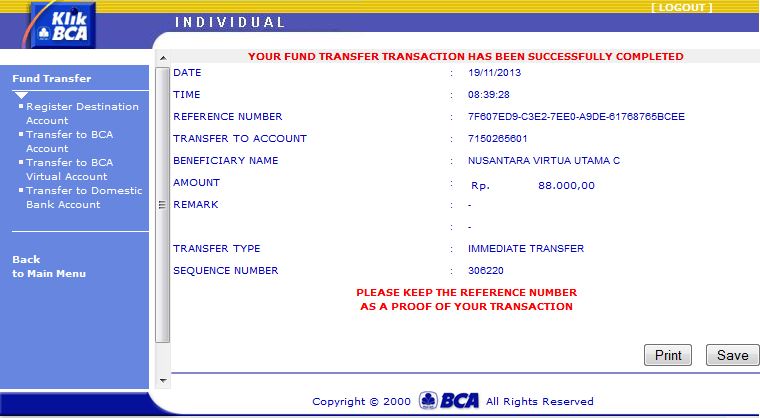 Klik
BCA
INDIVIDUAL
[ LOGOUT ]
Fund Transfer
Register Destination
Account
Transfer to BCA
Account
Transfer to BCA
Virtual Account
Transfer to Domestic
Bank Account
Back
to Main Menu
YOUR FUND TRANSFER TRANSACTION HAS BEEN SUCCESSFULLY COMPLETED
DATE : 19/11/2013
TIME : 08:39:28
REFERENCE NUMBER : 7F607ED9-C3E2-7EE0-A9DE-61768765BCEE
TRANSFER TO ACCOUNT : 7150265601
BENEFICIARY NAME : NUSANTARA VIRTUA UTAMA C
AMOUNT : Rp. 88.000,00
REMARK : -
: -
TRANSFER TYPE : IMMEDIATE TRANSFER
SEQUENCE NUMBER : 306220
PLEASE KEEP THE REFERENCE NUMBER
AS A PROOF OF YOUR TRANSACTION
Print Save
Copyright © 2000 BCA All Rights Reserved